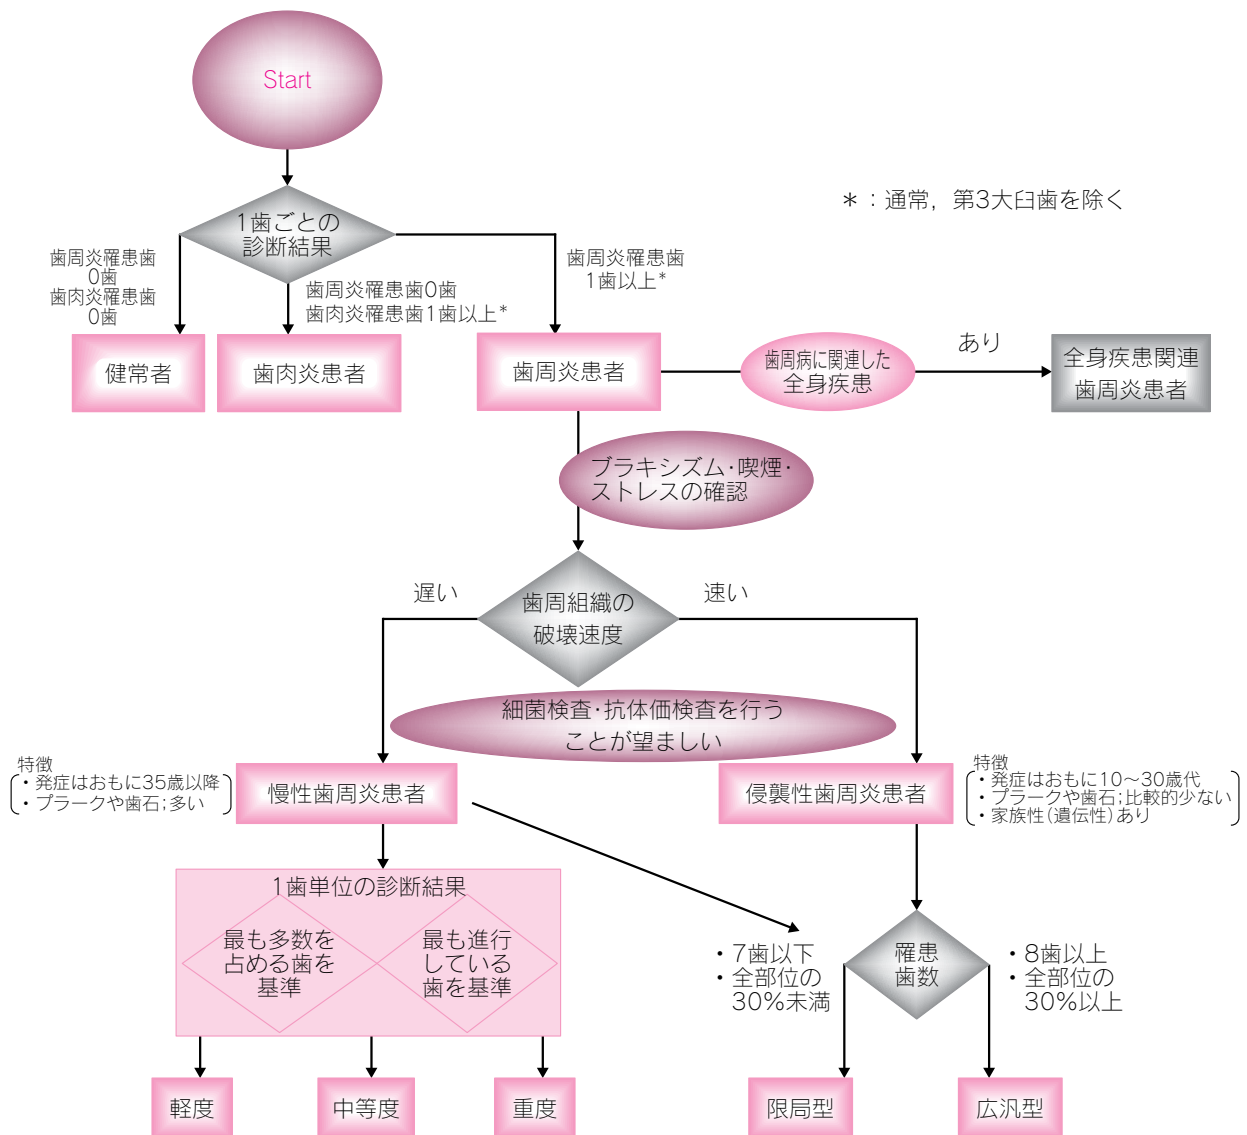 Start
＊：通常，第3大臼歯を除く
1歯ごとの
診断結果
歯周炎罹患歯
0歯
歯肉炎罹患歯
0歯
歯周炎罹患歯0歯
歯肉炎罹患歯1歯以上*
歯周炎罹患歯
1歯以上*
健常者
歯肉炎患者
歯周炎患者
歯周病に関連した
全身疾患
あり
全身疾患関連
歯周炎患者
ブラキシズム・喫煙・
ストレスの確認
遅い
歯周組織の
破壊速度
速い
細菌検査・抗体価検査を行う
ことが望ましい
特徴
・発症はおもに35歳以降
・プラークや歯石；多い
慢性歯周炎患者
侵襲性歯周炎患者
特徴
・発症はおもに10～30歳代
・プラークや歯石；比較的少ない
・家族性(遺伝性)あり
1歯単位の診断結果
最も多数を
占める歯を
基準
最も進行
している
歯を基準
・7歯以下
・全部位の
30%未満
罹患
歯数
・8歯以上
・全部位の
30%以上
軽度
中等度
重度
限局型
広汎型